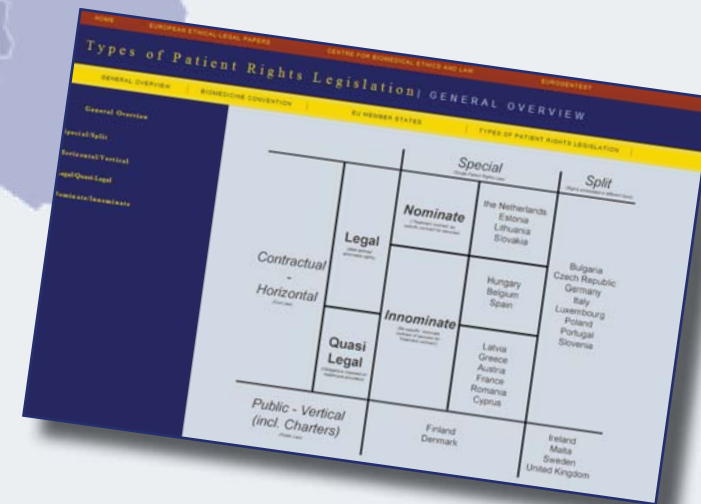 HOME EUROPEAN ETHICAL-LEGAL PAPERS CENTRE FOR BIOMEDICAL ETHICS AND LAW EUROGENTEST
Types of Patient Rights Legislation| GENERAL OVERVIEW
GENERAL OVERVIEW | BIOMEDICINE CONVENTION | EU MEMBER STATES | TYPES OF PATIENT RIGHTS LEGISLATION |
General Overview
Special/Split
Horizontal/Vertical
Legal/Quasi-Legal
Nominate/Innominate
Special
Split
Contractual
-
Horizontal
Legal
Nominate
the Netherlands
Estonia
Lithuania
Slovakia
Innominate
Hungary
Belgium
Spain
Quasi
Legal
Latvia
Greece
Austria
France
Romania
Cyprus
Bulgaria
Czech Republic
Germany
Italy
Luxembourg
Poland
Portugal
Slovenia
Public - Vertical
(incl. Charters)
Finland
Denmark
Ireland
Malta
Sweden
United Kingdom